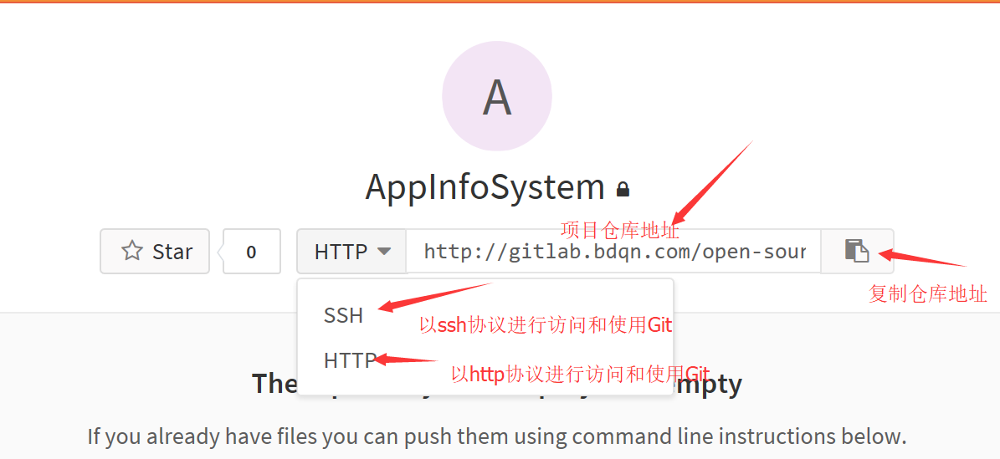 A
AppInfoSystem
项目仓库地址
Star
0
HTTP
http://gitlab.bdqn.com/open-sour
复制仓库地址
SSH
以ssh协议进行访问和使用Git
HTTP
以http协议进行访问和使用Git
The
empty
If you already have files you can push them using command line instructions below.